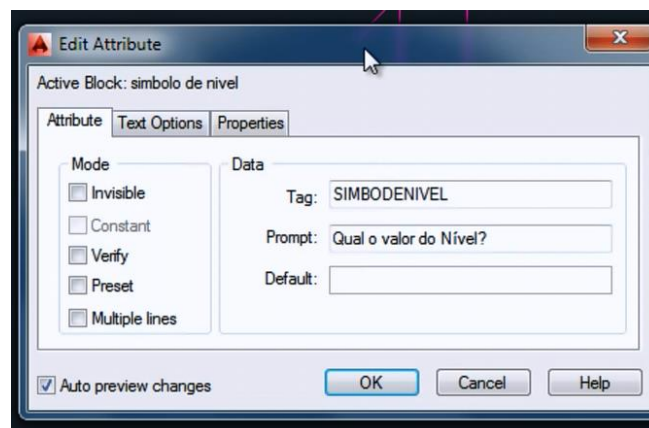 Edit Attribute
Active Block: simbolo de nivel
Attribute Text Options Properties
Mode
Invisible
Constant
Verify
Preset
Multiple lines
Data
Tag: SIMBODENIVEL
Prompt: Qual o valor do Nível?
Default:
Auto preview changes
OK Cancel Help